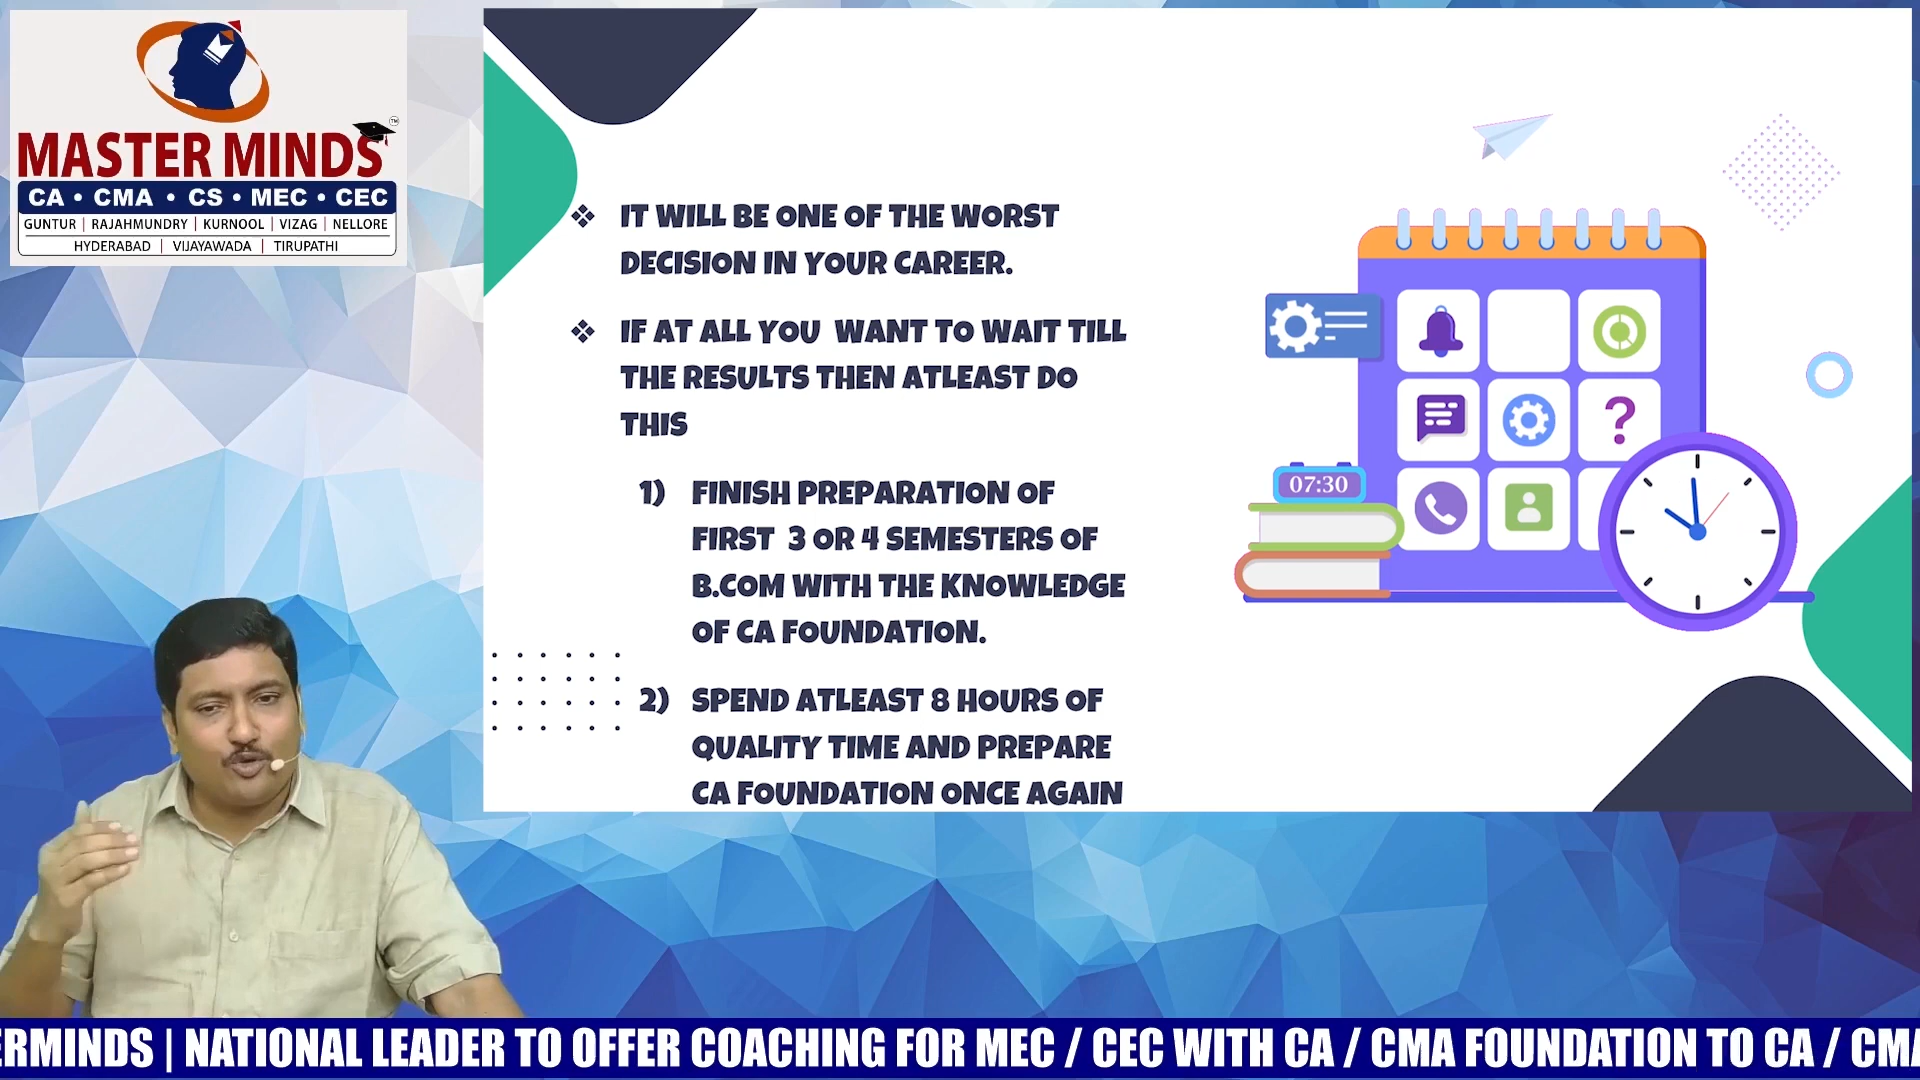 MASTER MINDS
TM
CA • CMA • CS • MEC • CEC
GUNTUR | RAJAHMUNDRY | KURNOOL | VIZAG | NELLORE
HYDERABAD | VIJAYAWADA | TIRUPATHI
❖ IT WILL BE ONE OF THE WORST
DECISION IN YOUR CAREER.
❖ IF AT ALL YOU WANT TO WAIT TILL
THE RESULTS THEN ATLEAST DO
THIS
1) FINISH PREPARATION OF
FIRST 3 OR 4 SEMESTERS OF
B.COM WITH THE KNOWLEDGE
OF CA FOUNDATION.
2) SPEND ATLEAST 8 HOURS OF
QUALITY TIME AND PREPARE
CA FOUNDATION ONCE AGAIN
?
07:30
ERMINDS | NATIONAL LEADER TO OFFER COACHING FOR MEC / CEC WITH CA / CMA FOUNDATION TO CA / CMA